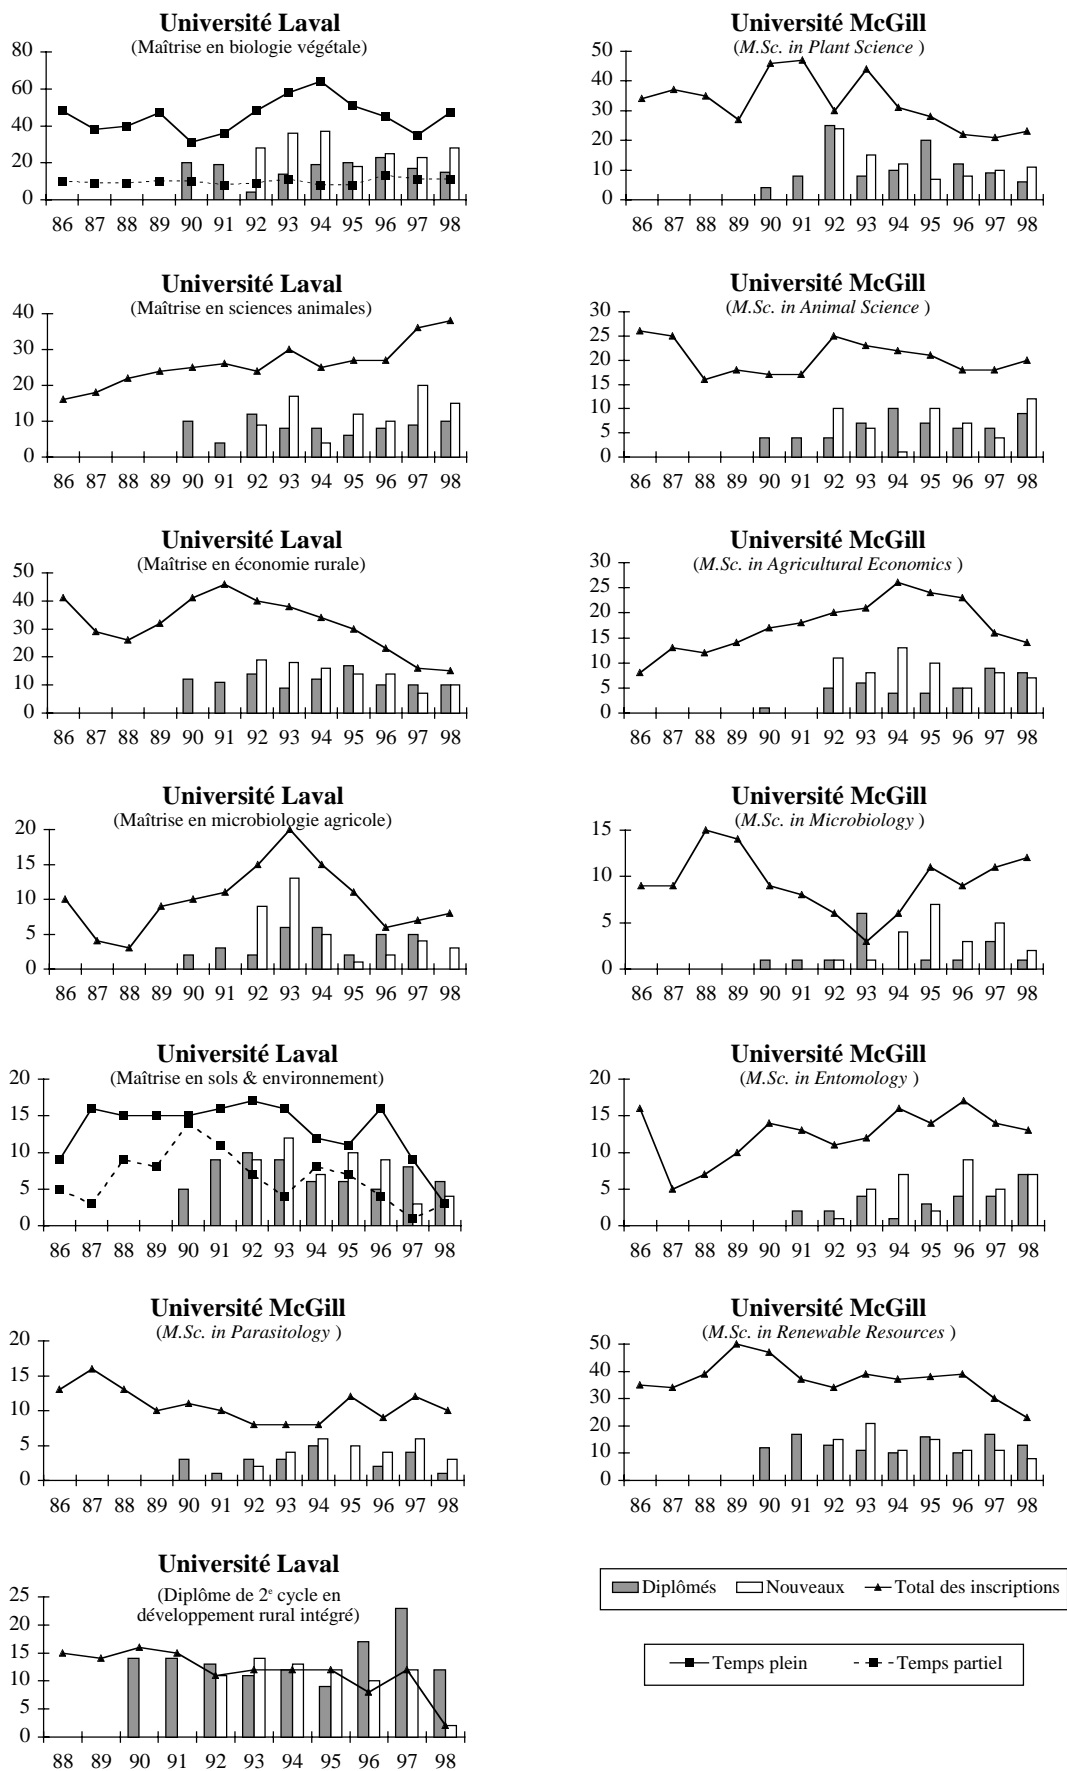 Université Laval
(Maîtrise en biologie végétale)
80
60
40
20
0
86 87 88 89 90 91 92 93 94 95 96 97 98
Université McGill
(M.Sc. in Plant Science )
50
40
30
20
10
0
86 87 88 89 90 91 92 93 94 95 96 97 98
Université Laval
(Maîtrise en sciences animales)
40
30
20
10
0
86 87 88 89 90 91 92 93 94 95 96 97 98
Université McGill
(M.Sc. in Animal Science )
30
25
20
15
10
5
0
86 87 88 89 90 91 92 93 94 95 96 97 98
Université Laval
(Maîtrise en économie rurale)
50
40
30
20
10
0
86 87 88 89 90 91 92 93 94 95 96 97 98
Université McGill
(M.Sc. in Agricultural Economics )
30
25
20
15
10
5
0
86 87 88 89 90 91 92 93 94 95 96 97 98
Université Laval
(Maîtrise en microbiologie agricole)
20
15
10
5
0
86 87 88 89 90 91 92 93 94 95 96 97 98
Université McGill
(M.Sc. in Microbiology )
15
10
5
0
86 87 88 89 90 91 92 93 94 95 96 97 98
Université Laval
(Maîtrise en sols & environnement)
20
15
10
5
0
86 87 88 89 90 91 92 93 94 95 96 97 98
Université McGill
(M.Sc. in Entomology )
20
15
10
5
0
86 87 88 89 90 91 92 93 94 95 96 97 98
Université McGill
(M.Sc. in Parasitology )
20
15
10
5
0
86 87 88 89 90 91 92 93 94 95 96 97 98
Université McGill
(M.Sc. in Renewable Resources )
50
40
30
20
10
0
86 87 88 89 90 91 92 93 94 95 96 97 98
Université Laval
(Diplôme de 2e cycle en
développement rural intégré)
25
20
15
10
5
0
88 89 90 91 92 93 94 95 96 97 98
Diplômés Nouveaux Total des inscriptions
Temps plein Temps partiel